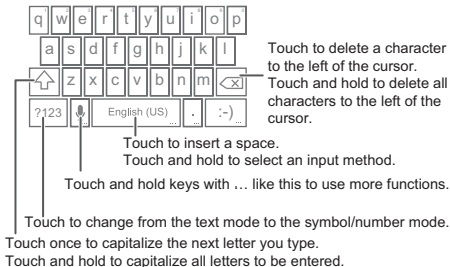 q w e r t y u i o p
a s d f g h j k l
z x c v b n m
?123 English (US) . :-)
Touch to delete a character
to the left of the cursor.
Touch and hold to delete all
characters to the left of the
cursor.
Touch to insert a space.
Touch and hold to select an input method.
Touch and hold keys with … like this to use more functions.
Touch to change from the text mode to the symbol/number mode.
Touch once to capitalize the next letter you type.
Touch and hold to capitalize all letters to be entered.